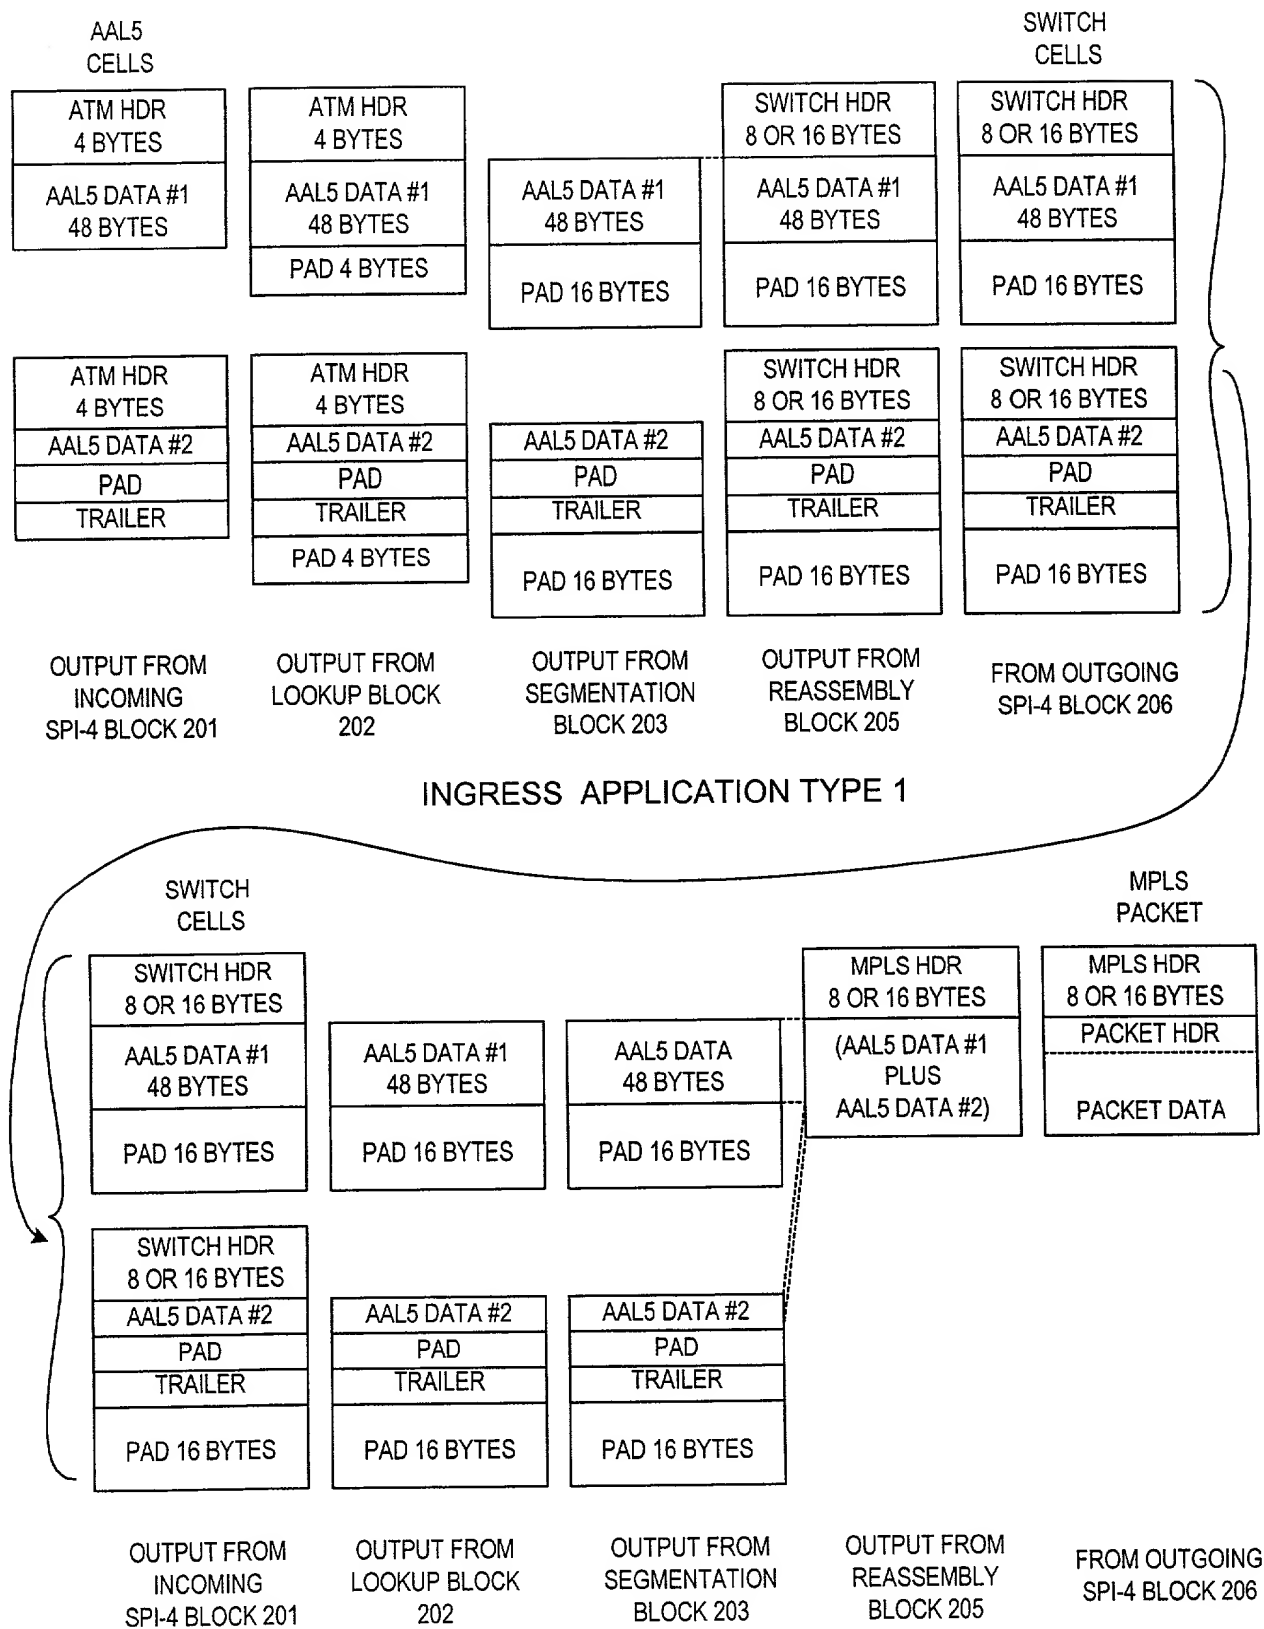 AAL5
CELLS
SWITCH
CELLS
ATM HDR
4 BYTES
AAL5 DATA #1
48 BYTES
ATM HDR
4 BYTES
AAL5 DATA #1
48 BYTES
PAD 4 BYTES
AAL5 DATA #1
48 BYTES
PAD 16 BYTES
SWITCH HDR
8 OR 16 BYTES
AAL5 DATA #1
48 BYTES
PAD 16 BYTES
SWITCH HDR
8 OR 16 BYTES
AAL5 DATA #1
48 BYTES
PAD 16 BYTES
ATM HDR
4 BYTES
AAL5 DATA #2
PAD
TRAILER
ATM HDR
4 BYTES
AAL5 DATA #2
PAD
TRAILER
PAD 4 BYTES
AAL5 DATA #2
PAD
TRAILER
PAD 16 BYTES
SWITCH HDR
8 OR 16 BYTES
AAL5 DATA #2
PAD
TRAILER
PAD 16 BYTES
SWITCH HDR
8 OR 16 BYTES
AAL5 DATA #2
PAD
TRAILER
PAD 16 BYTES
OUTPUT FROM
INCOMING
SPI-4 BLOCK 201
OUTPUT FROM
LOOKUP BLOCK
202
OUTPUT FROM
SEGMENTATION
BLOCK 203
OUTPUT FROM
REASSEMBLY
BLOCK 205
FROM OUTGOING
SPI-4 BLOCK 206
INGRESS APPLICATION TYPE 1
SWITCH
CELLS
MPLS
PACKET
SWITCH HDR
8 OR 16 BYTES
AAL5 DATA #1
48 BYTES
PAD 16 BYTES
AAL5 DATA #1
48 BYTES
PAD 16 BYTES
AAL5 DATA
48 BYTES
PAD 16 BYTES
MPLS HDR
8 OR 16 BYTES
(AAL5 DATA #1
PLUS
AAL5 DATA #2)
MPLS HDR
8 OR 16 BYTES
PACKET HDR
PACKET DATA
SWITCH HDR
8 OR 16 BYTES
AAL5 DATA #2
PAD
TRAILER
PAD 16 BYTES
AAL5 DATA #2
PAD
TRAILER
PAD 16 BYTES
AAL5 DATA #2
PAD
TRAILER
PAD 16 BYTES
OUTPUT FROM
INCOMING
SPI-4 BLOCK 201
OUTPUT FROM
LOOKUP BLOCK
202
OUTPUT FROM
SEGMENTATION
BLOCK 203
OUTPUT FROM
REASSEMBLY
BLOCK 205
FROM OUTGOING
SPI-4 BLOCK 206